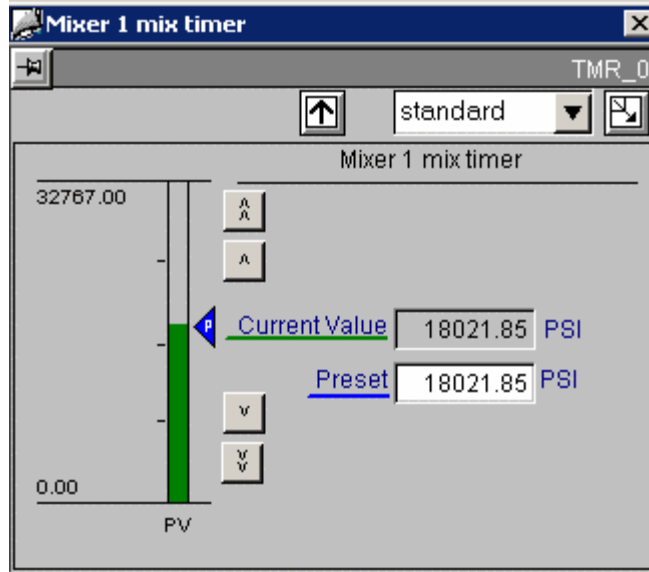 Mixer 1 mix timer
TMR_0
standard
Mixer 1 mix timer
32767.00
P
Current Value 18021.85 PSI
Preset 18021.85 PSI
0.00
PV